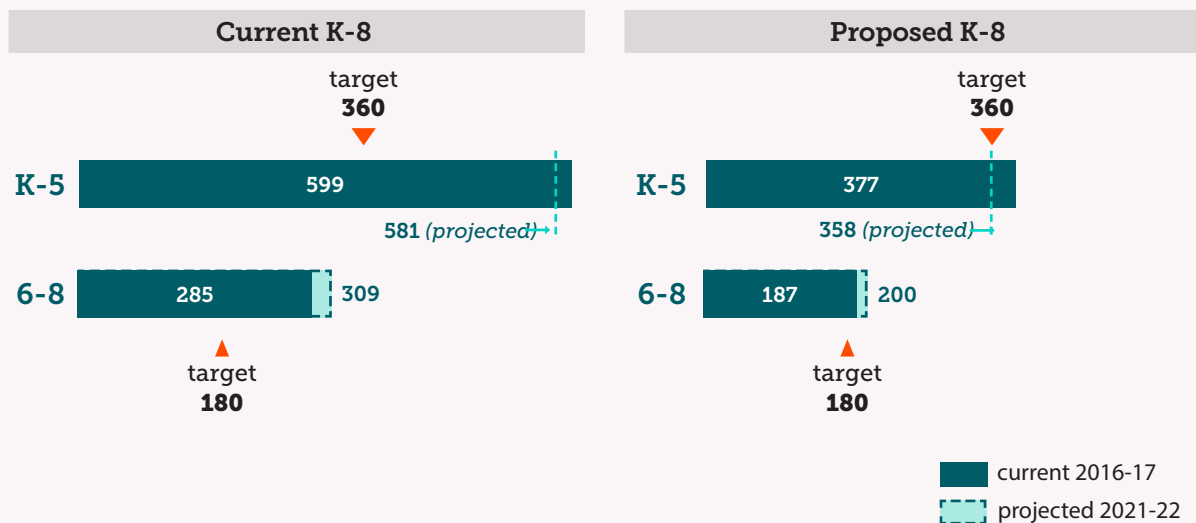 Current K-8
target
360
K-5
599
581 (projected)
6-8
285
309
target
180
Proposed K-8
target
360
K-5
377
358 (projected)
6-8
187
200
target
180
current 2016-17
projected 2021-22